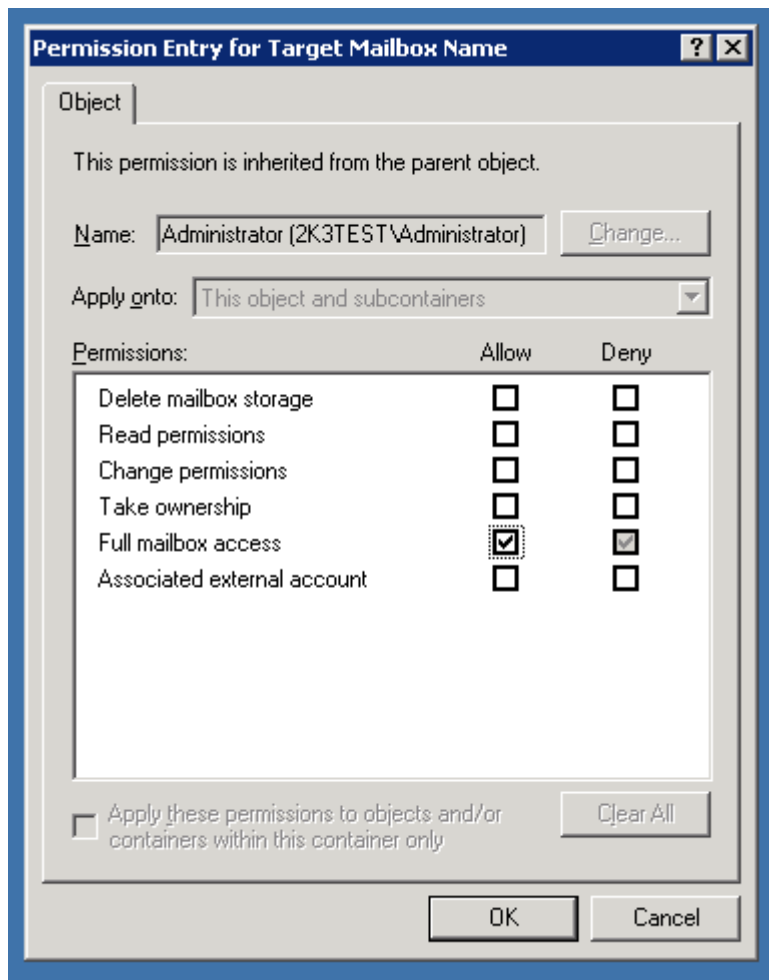 Permission Entry for Target Mailbox Name
Object
This permission is inherited from the parent object.
Name: Administrator (2K3TEST\Administrator) Change...
Apply onto: This object and subcontainers
Permissions: Allow Deny
Delete mailbox storage
Read permissions
Change permissions
Take ownership
Full mailbox access
Associated external account
Apply these permissions to objects and/or
containers within this container only
Clear All
OK Cancel